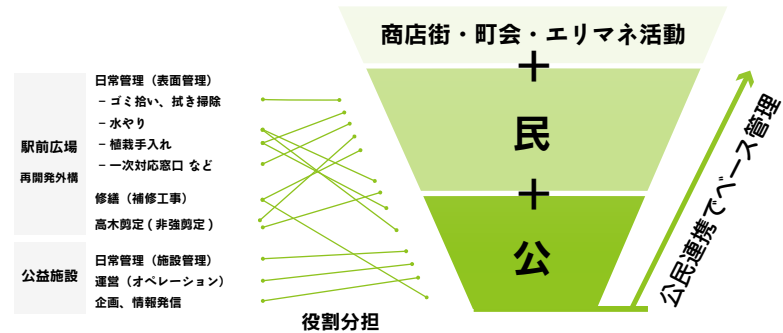 商店街・町会・エリマネ活動
＋
民
＋
公
公民連携でベース管理
駅前広場
再開発外構
日常管理（表面管理）
− ゴミ拾い、拭き掃除
− 水やり
− 植栽手入れ
− 一次対応窓口 など
修繕（補修工事）
高木剪定 ( 非強剪定 )
公益施設
日常管理（施設管理）
運営（オペレーション）
企画、情報発信
役割分担